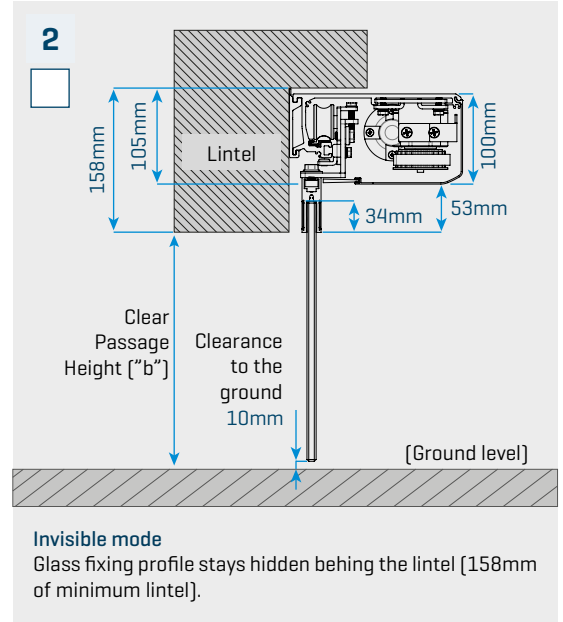 2
158mm
105mm
Lintel
100mm
34mm
53mm
Clear
Passage
Height ("b")
Clearance
to the
ground
10mm
(Ground level)
Invisible mode
Glass fixing profile stays hidden behing the lintel (158mm
of minimum lintel).